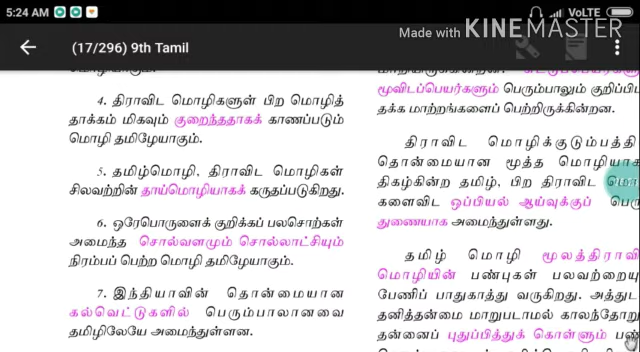 5:24 AM
VoLTE
Made with KINEMASTER
(17/296) 9th Tamil
மொழியாகும்.
4. திராவிட மொழிகளுள் பிற மொழித்
தாக்கம் மிகவும் குறைந்ததாகக் காணப்படும்
மொழி தமிழேயாகும்.
5. தமிழ்மொழி, திராவிட மொழிகள்
சிலவற்றின் தாய்மொழியாகக் கருதப்படுகிறது.
6. ஒரேபொருளைக் குறிக்கப் பலசொற்கள்
அமைந்த சொல்வளமும் சொல்லாட்சியும்
நிரம்பப் பெற்ற மொழி தமிழேயாகும்.
7. இந்தியாவின் தொன்மையான
கல்வெட்டுகளில் பெரும்பாலானவை
தமிழிலேயே அமைந்துள்ளன.
மூவிடப்பெயர்களும் பெரும்பாலும் குறிப்பிட
தக்க மாற்றங்களைப் பெற்றிருக்கின்றன.
திராவிட மொழிக்குடும்பத்தி
தொன்மையான மூத்த மொழியாக
திகழ்கின்ற தமிழ், பிற திராவிட மொ
களைவிட ஒப்பியல் ஆய்வுக்குப் பெரு
துணையாக அமைந்துள்ளது.
தமிழ் மொழி மூலத்திராவி
மொழியின் பண்புகள் பலவற்றையு
பேணிப் பாதுகாத்து வருகிறது. அத்துட
தனித்தன்மை மாறுபடாமல் காலந்தோறு
தன்னைப் புதுப்பித்துக் கொள்ளும் பண்